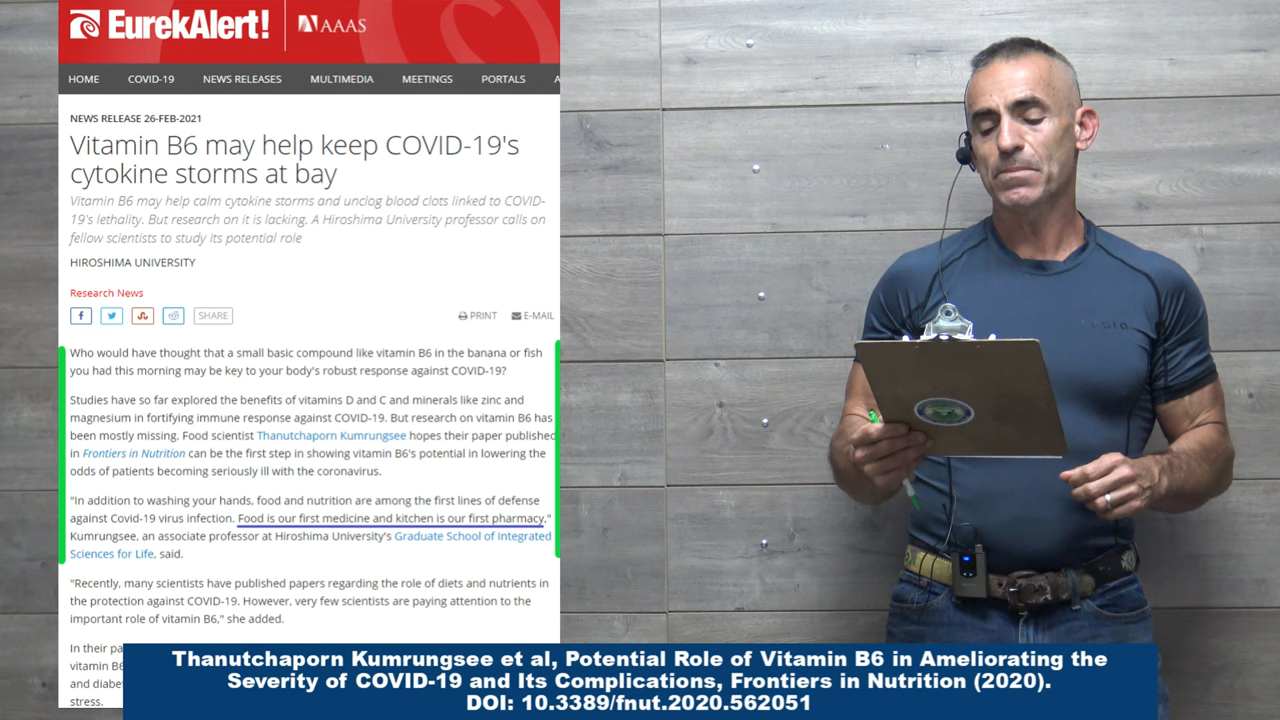 EurekAlert!
AAAS
HOME COVID-19 NEWS RELEASES MULTIMEDIA MEETINGS PORTALS A
NEWS RELEASE 26-FEB-2021
Vitamin B6 may help keep COVID-19's
cytokine storms at bay
Vitamin B6 may help calm cytokine storms and unclog blood clots linked to COVID-
19's lethality. But research on it is lacking. A Hiroshima University professor calls on
fellow scientists to study its potential role
HIROSHIMA UNIVERSITY
Research News
SHARE
PRINT E-MAIL
Who would have thought that a small basic compound like vitamin B6 in the banana or fish
you had this morning may be key to your body's robust response against COVID-19?
Studies have so far explored the benefits of vitamins D and C and minerals like zinc and
magnesium in fortifying immune response against COVID-19. But research on vitamin B6 has
been mostly missing. Food scientist Thanutchaporn Kumrungsee hopes their paper published
in Frontiers in Nutrition can be the first step in showing vitamin B6's potential in lowering the
odds of patients becoming seriously ill with the coronavirus.
"In addition to washing your hands, food and nutrition are among the first lines of defense
against Covid-19 virus infection. Food is our first medicine and kitchen is our first pharmacy,"
Kumrungsee, an associate professor at Hiroshima University's Graduate School of Integrated
Sciences for Life, said.
"Recently, many scientists have published papers regarding the role of diets and nutrients in
the protection against COVID-19. However, very few scientists are paying attention to the
important role of vitamin B6," she added.
In their pa
vitamin B6
and diabet
stress.
Thanutchaporn Kumrungsee et al, Potential Role of Vitamin B6 in Ameliorating the
Severity of COVID-19 and Its Complications, Frontiers in Nutrition (2020).
DOI: 10.3389/fnut.2020.562051